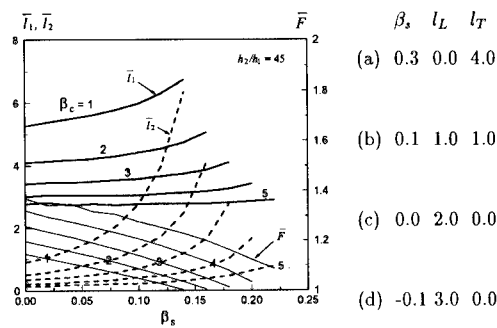 l̄₁, l̄₂
F̄
h₂/h₁ = 45
8
6
4
2
0
2
1.8
1.6
1.4
1.2
1
l̄₁
β꜀ = 1
l̄₂
2
3
4
5
F̄
1 2 3 4 5
0.00 0.05 0.10 0.15 0.20 0.25
βₛ
βₛ l_L l_T
(a) 0.3 0.0 4.0
(b) 0.1 1.0 1.0
(c) 0.0 2.0 0.0
(d) -0.1 3.0 0.0